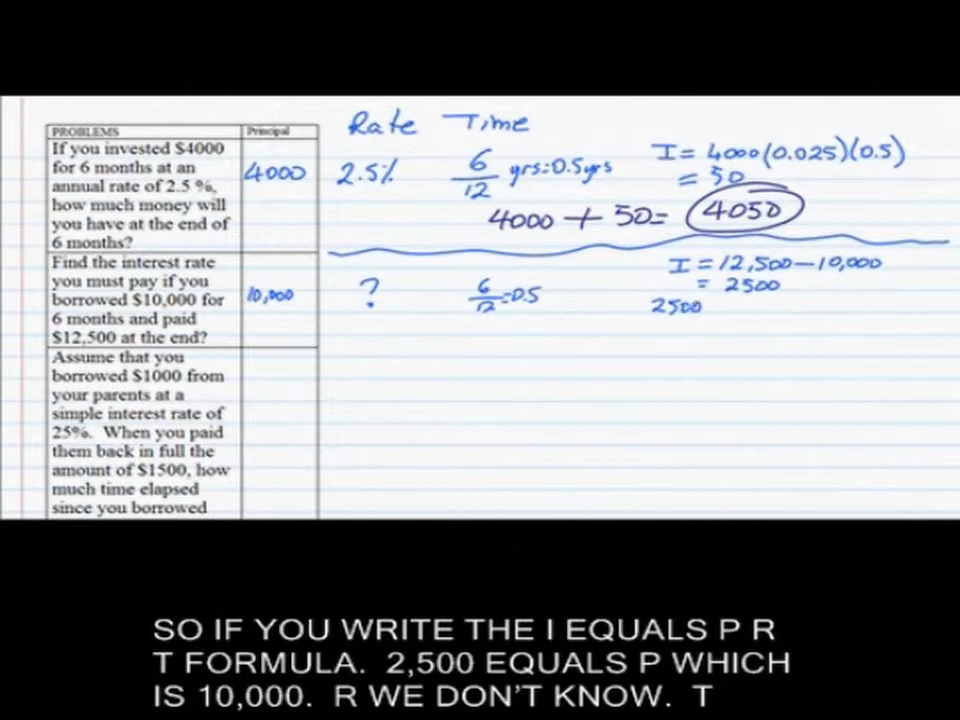 Rate Time
PROBLEMS Principal
If you invested $4000
for 6 months at an
annual rate of 2.5 %,
how much money will
you have at the end of
6 months?
4000 2.5% 6/12 yrs=0.5yrs
I = 4000(0.025)(0.5)
= 50
4000 + 50= 4050
Find the interest rate
you must pay if you
borrowed $10,000 for
6 months and paid
$12,500 at the end?
10,000 ? 6/12=0.5
I = 12,500-10,000
= 2500
2500
Assume that you
borrowed $1000 from
your parents at a
simple interest rate of
25%. When you paid
them back in full the
amount of $1500, how
much time elapsed
since you borrowed
SO IF YOU WRITE THE I EQUALS P R
T FORMULA. 2,500 EQUALS P WHICH
IS 10,000. R WE DON'T KNOW. T